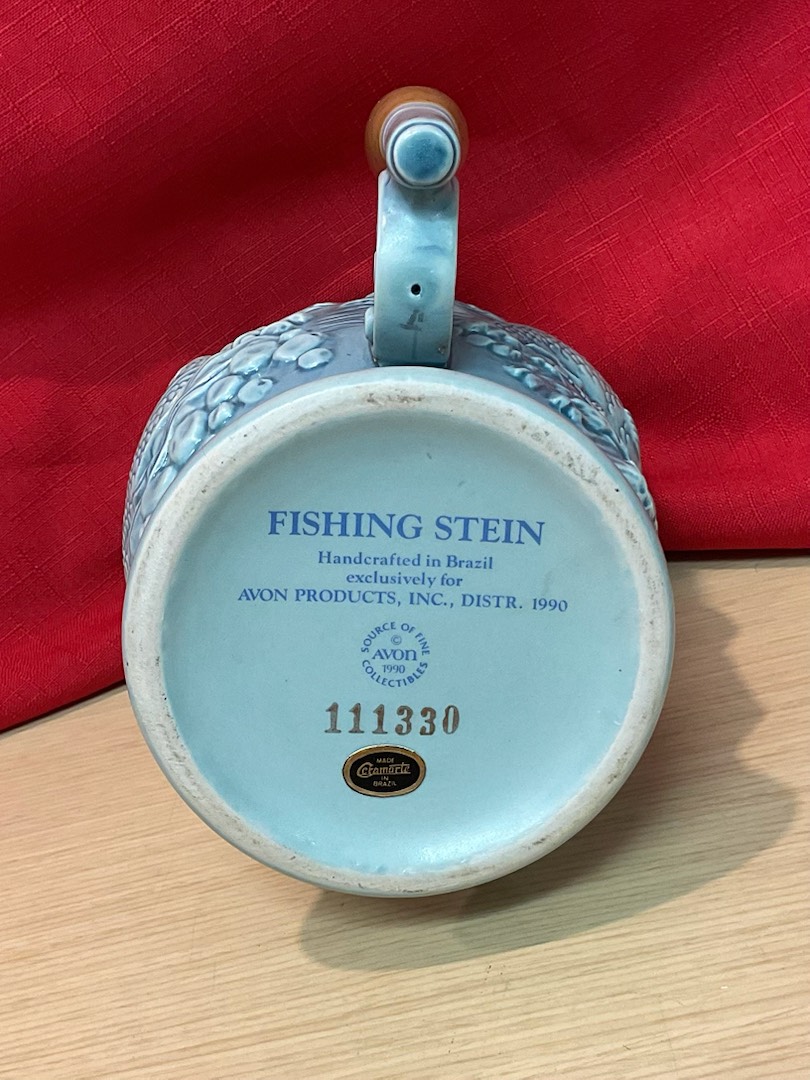 FISHING STEIN
Handcrafted in Brazil
exclusively for
AVON PRODUCTS, INC., DISTR. 1990
SOURCE OF FINE
©
AVON
1990
COLLECTIBLES
111330
MADE
Ceramarte
IN
BRAZIL